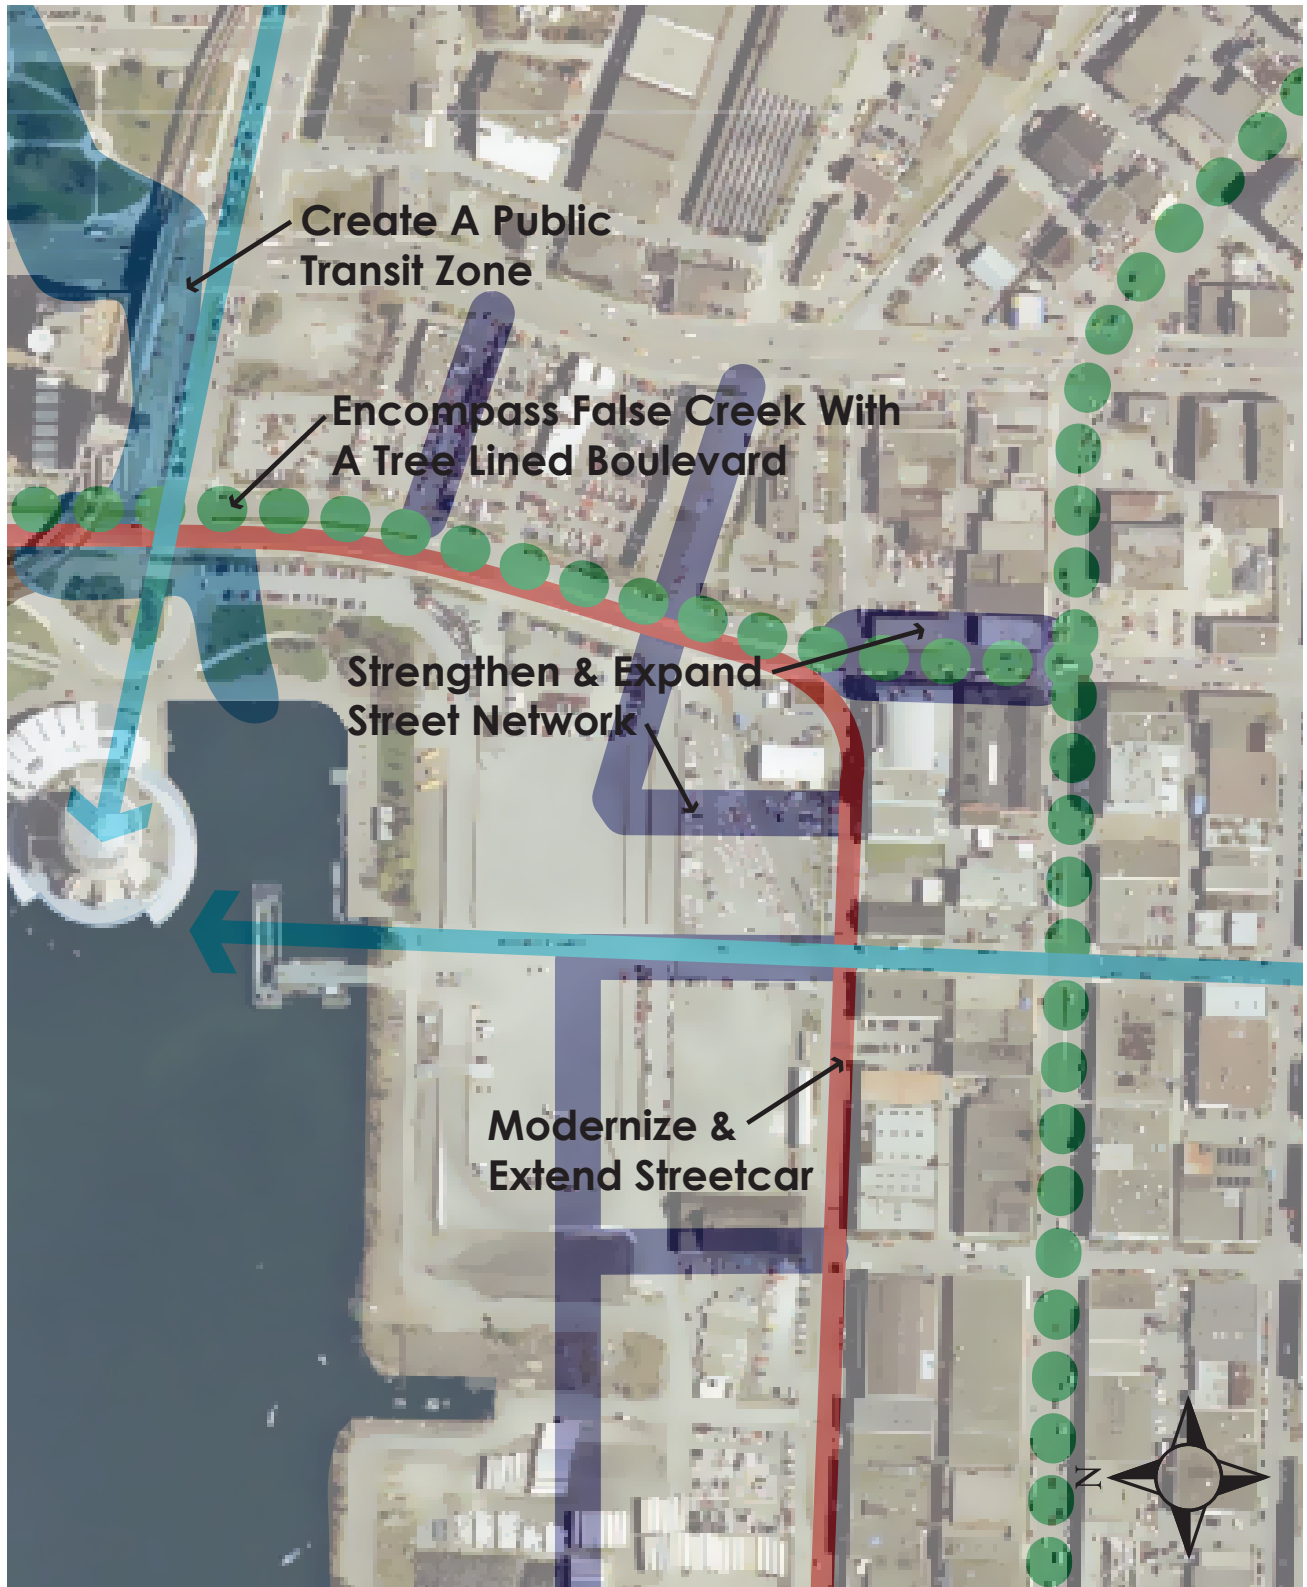 Create A Public
Transit Zone
Encompass False Creek With
A Tree Lined Boulevard
Strengthen & Expand
Street Network
Modernize &
Extend Streetcar
N